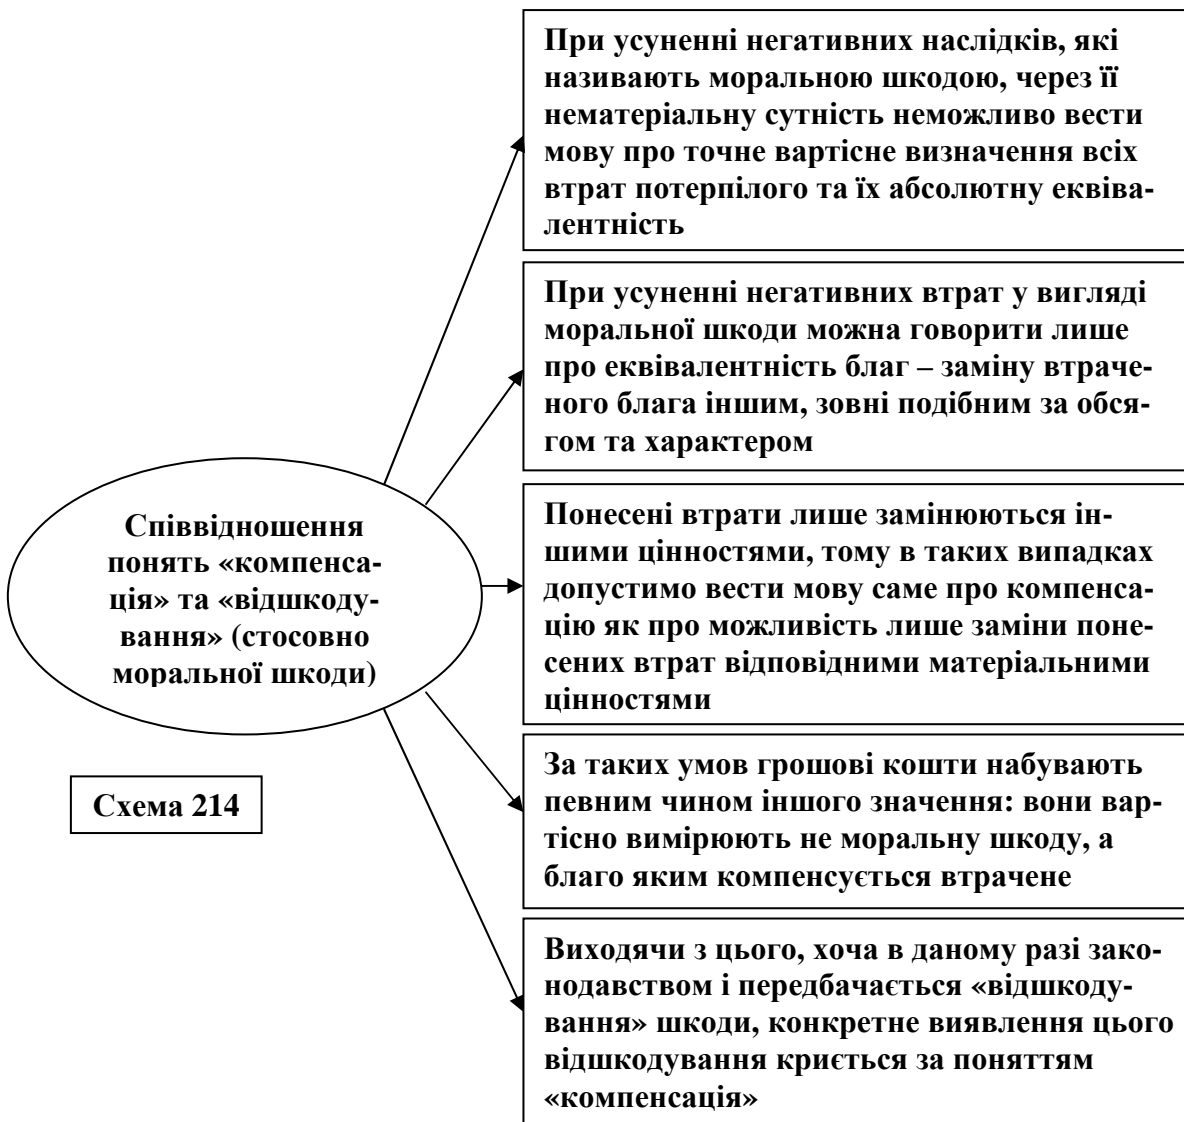 При усуненні негативних наслідків, які
називають моральною шкодою, через її
нематеріальну сутність неможливо вести
мову про точне вартісне визначення всіх
втрат потерпілого та їх абсолютну еквіва-
лентність
При усуненні негативних втрат у вигляді
моральної шкоди можна говорити лише
про еквівалентність благ – заміну втраче-
ного блага іншим, зовні подібним за обся-
гом та характером
Співвідношення
понять «компенса-
ція» та «відшкоду-
вання» (стосовно
моральної шкоди)
Понесені втрати лише замінюються ін-
шими цінностями, тому в таких випадках
допустимо вести мову саме про компенса-
цію як про можливість лише заміни поне-
сених втрат відповідними матеріальними
цінностями
Схема 214
За таких умов грошові кошти набувають
певним чином іншого значення: вони вар-
тісно вимірюють не моральну шкоду, а
благо яким компенсується втрачене
Виходячи з цього, хоча в даному разі зако-
нодавством і передбачається «відшкоду-
вання» шкоди, конкретне виявлення цього
відшкодування криється за поняттям
«компенсація»